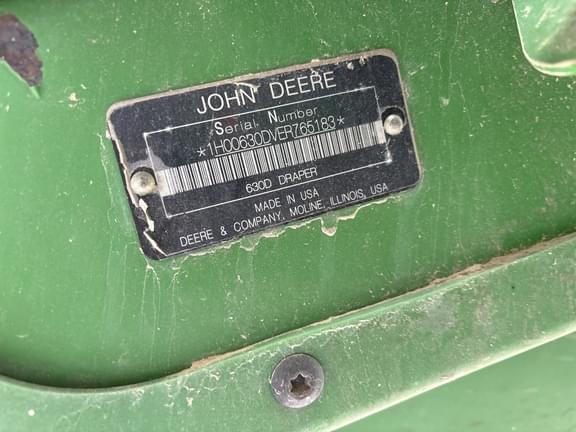 JOHN DEERE
Serial Number
*1H00630DVER765183*
630D DRAPER
MADE IN USA
DEERE & COMPANY, MOLINE, ILLINOIS, USA